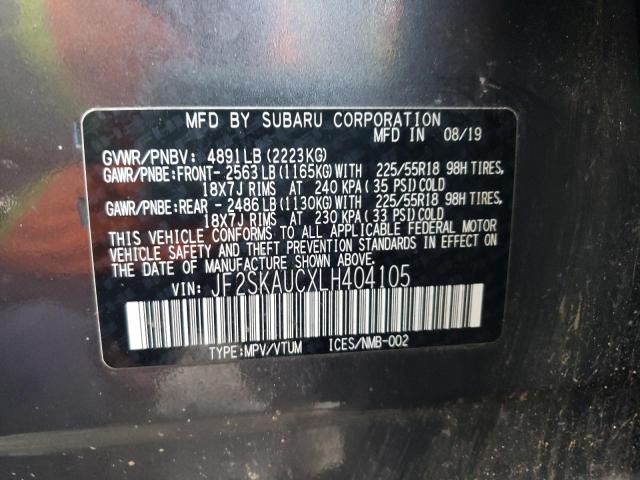 MFD BY SUBARU CORPORATION
MFD IN 08/19
GVWR/PNBV: 4891LB (2223KG)
GAWR/PNBE:FRONT- 2563LB (1165KG)WITH 225/55R18 98H TIRES,
18X7J RIMS AT 240 KPA (35 PSI)COLD
GAWR/PNBE:REAR - 2486LB (1130KG)WITH 225/55R18 98H TIRES,
18X7J RIMS AT 230 KPA (33 PSI)COLD
THIS VEHICLE CONFORMS TO ALL APPLICABLE FEDERAL MOTOR
VEHICLE SAFETY AND THEFT PREVENTION STANDARDS IN EFFECT ON
THE DATE OF MANUFACTURE SHOWN ABOVE.
VIN: JF2SKAUCXLH404105
TYPE:MPV/VTUM ICES/NMB-002